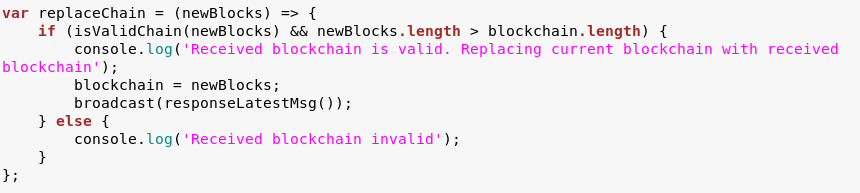 var replaceChain = (newBlocks) => {
    if (isValidChain(newBlocks) && newBlocks.length > blockchain.length) {
        console.log('Received blockchain is valid. Replacing current blockchain with received
blockchain');
        blockchain = newBlocks;
        broadcast(responseLatestMsg());
    } else {
        console.log('Received blockchain invalid');
    }
};